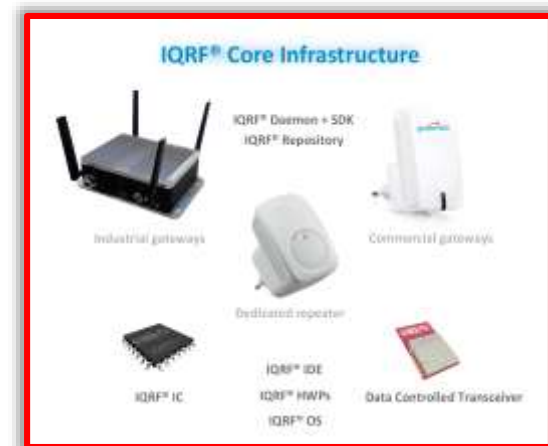 IQRF® Core Infrastructure
IQRF® Daemon + SDK
IQRF® Repository
Industrial gateways
Commercial gateways
Dedicated repeater
IQRF® IC
IQRF® IDE
IQRF® HWPs
IQRF® OS
Data Controlled Transceiver